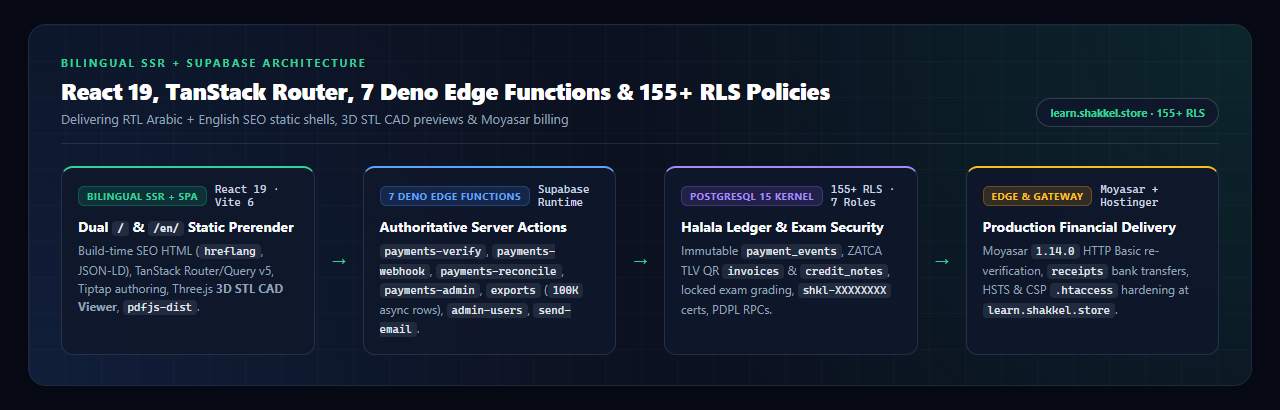 BILINGUAL SSR + SUPABASE ARCHITECTURE
React 19, TanStack Router, 7 Deno Edge Functions & 155+ RLS Policies
Delivering RTL Arabic + English SEO static shells, 3D STL CAD previews & Moyasar billing
learn.shakkel.store · 155+ RLS
BILINGUAL SSR + SPA
React 19 ·
Vite 6
Dual / & /en/ Static Prerender
Build-time SEO HTML ( hreflang ,
JSON-LD), TanStack Router/Query v5,
Tiptap authoring, Three.js 3D STL CAD
Viewer, pdfjs-dist .
→
7 DENO EDGE FUNCTIONS
Supabase
Runtime
Authoritative Server Actions
payments-verify , payments-
webhook , payments-reconcile ,
payments-admin , exports ( 100K
async rows), admin-users , send-
email .
→
POSTGRESQL 15 KERNEL
155+ RLS ·
7 Roles
Halala Ledger & Exam Security
Immutable payment_events , ZATCA
TLV QR invoices & credit_notes ,
locked exam grading, shkl-XXXXXXXX
certs, PDPL RPCs.
→
EDGE & GATEWAY
Moyasar +
Hostinger
Production Financial Delivery
Moyasar 1.14.0 HTTP Basic re-
verification, receipts bank transfers,
HSTS & CSP .htaccess hardening at
learn.shakkel.store .